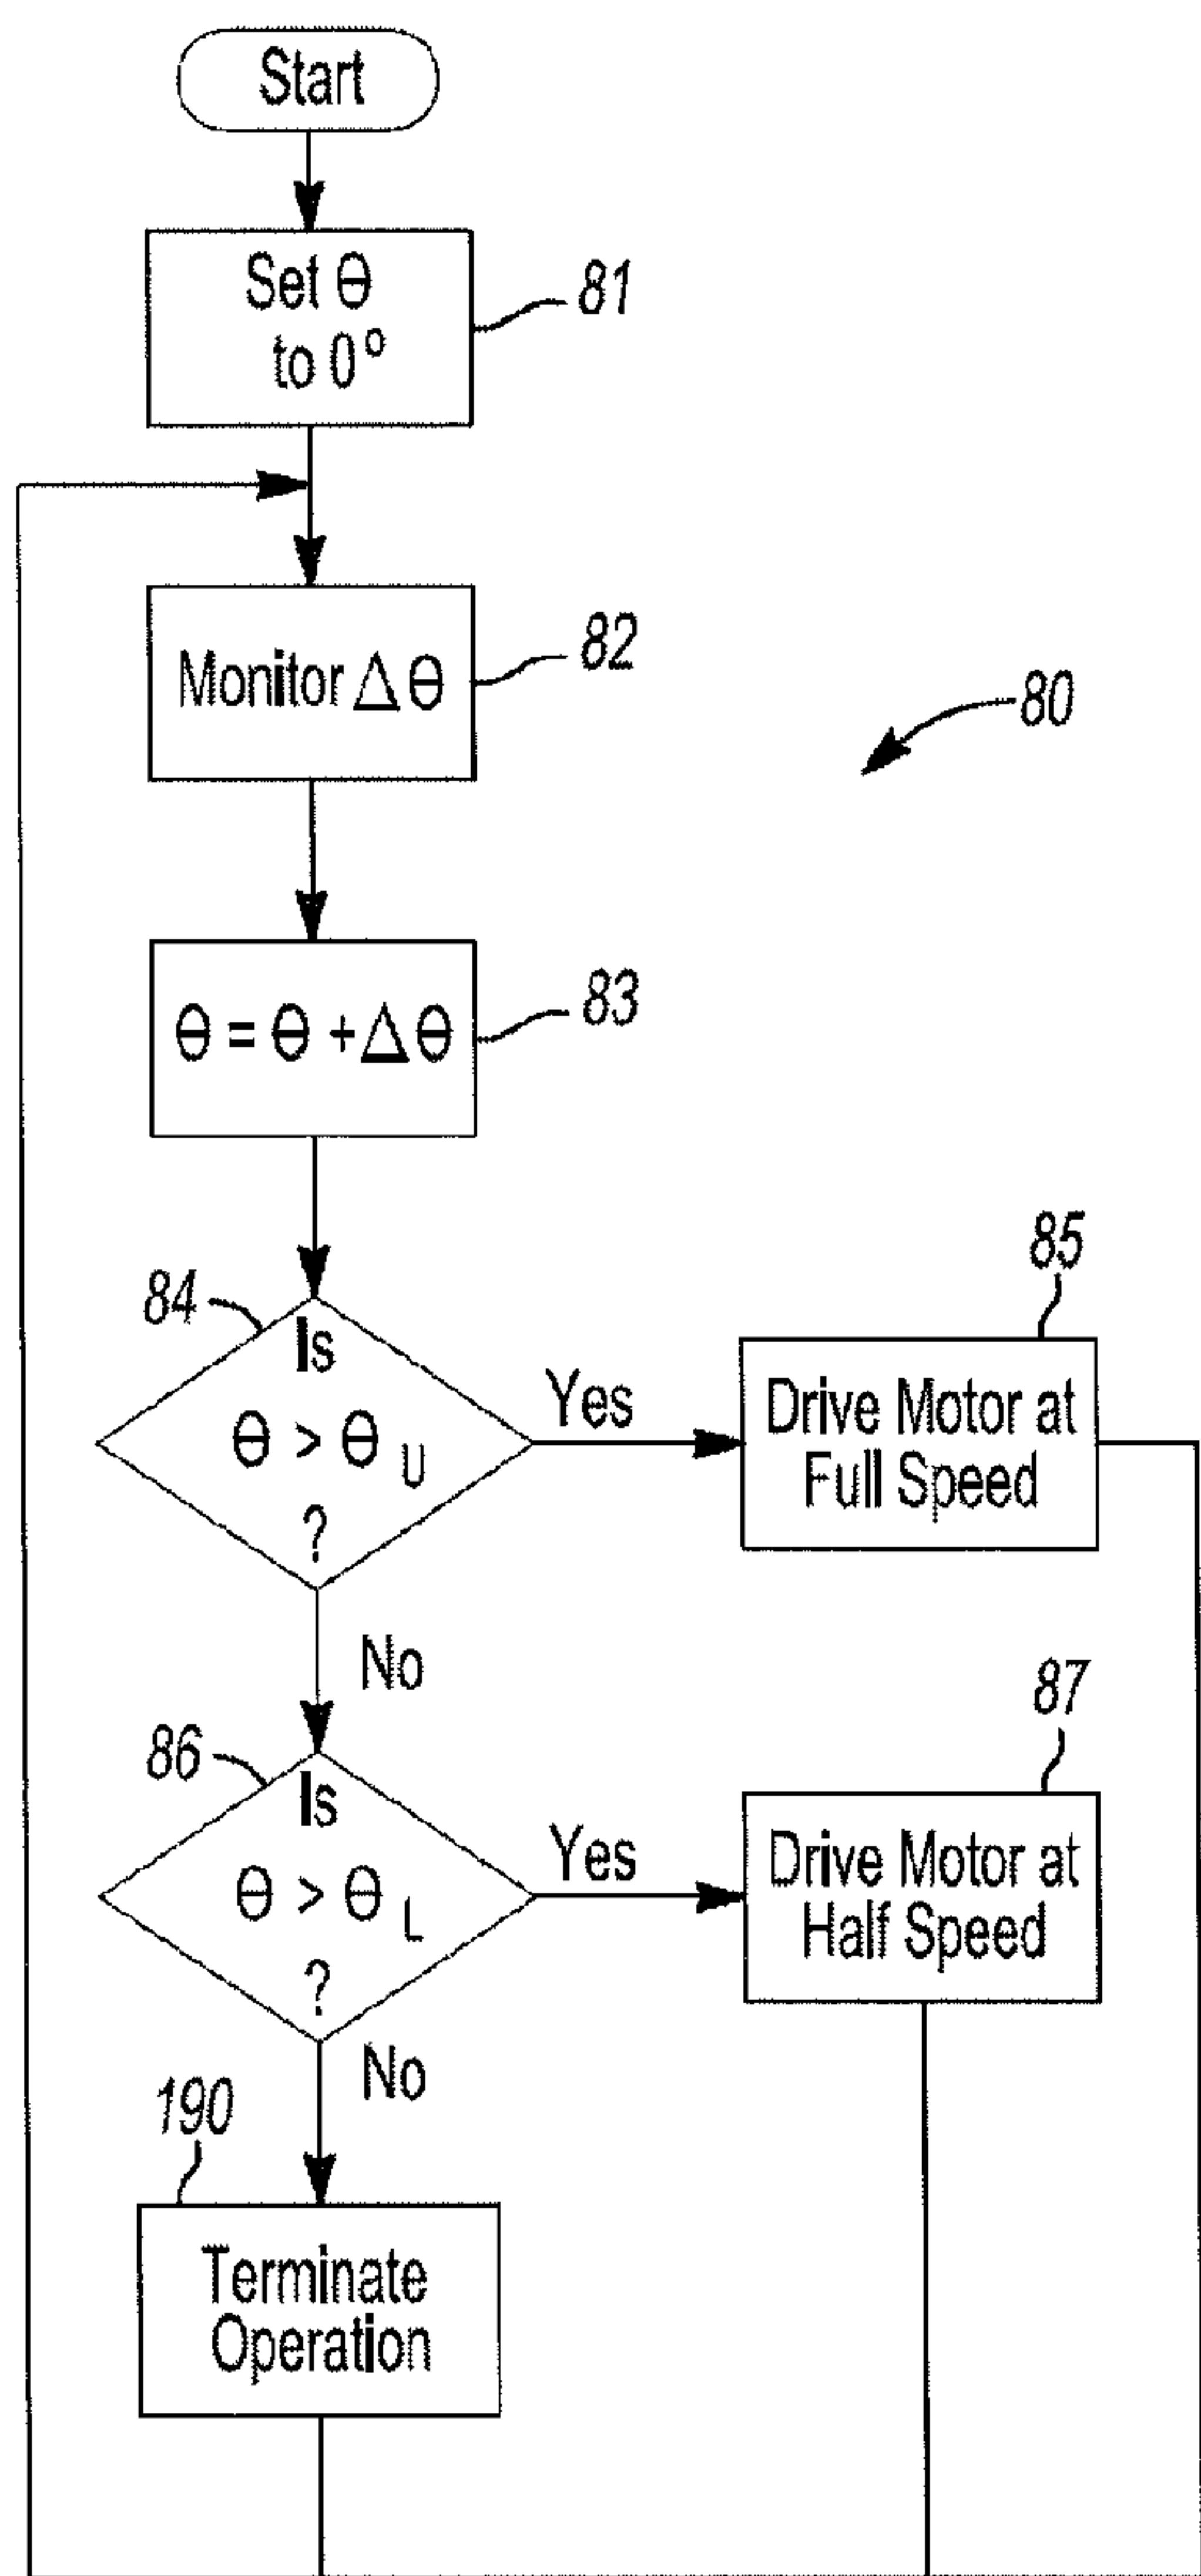 Start
Set θ
to 0°
81
Monitor Δθ
82
80
θ = θ + Δθ
83
84
Is
θ > θ U
?
Yes
85
Drive Motor at
Full Speed
No
86
Is
θ > θ L
?
Yes
87
Drive Motor at
Half Speed
No
190
Terminate
Operation